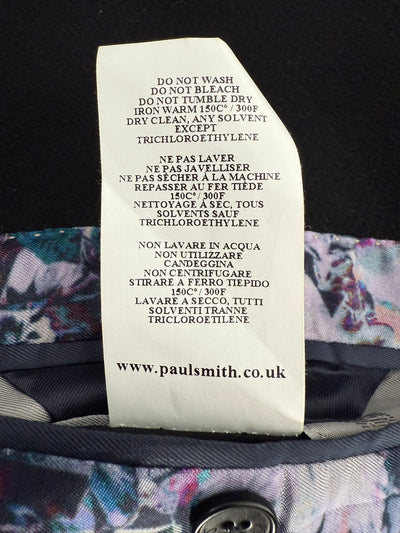 DO NOT WASH
DO NOT BLEACH
DO NOT TUMBLE DRY
IRON WARM 150C° / 300F
DRY CLEAN, ANY SOLVENT
EXCEPT
TRICHLOROETHYLENE
NE PAS LAVER
NE PAS JAVELLISER
NE PAS SÈCHER À LA MACHINE
REPASSER AU FER TIÈDE
150C° / 300F
NETTOYAGE À SEC, TOUS
SOLVENTS SAUF
TRICHLOROETYLENE
NON LAVARE IN ACQUA
NON UTILIZZARE
CANDEGGINA
NON CENTRIFUGARE
STIRARE A FERRO TIEPIDO
150C° / 300F
LAVARE A SECCO, TUTTI
SOLVENTI TRANNE
TRICLOROETILENE
www.paulsmith.co.uk